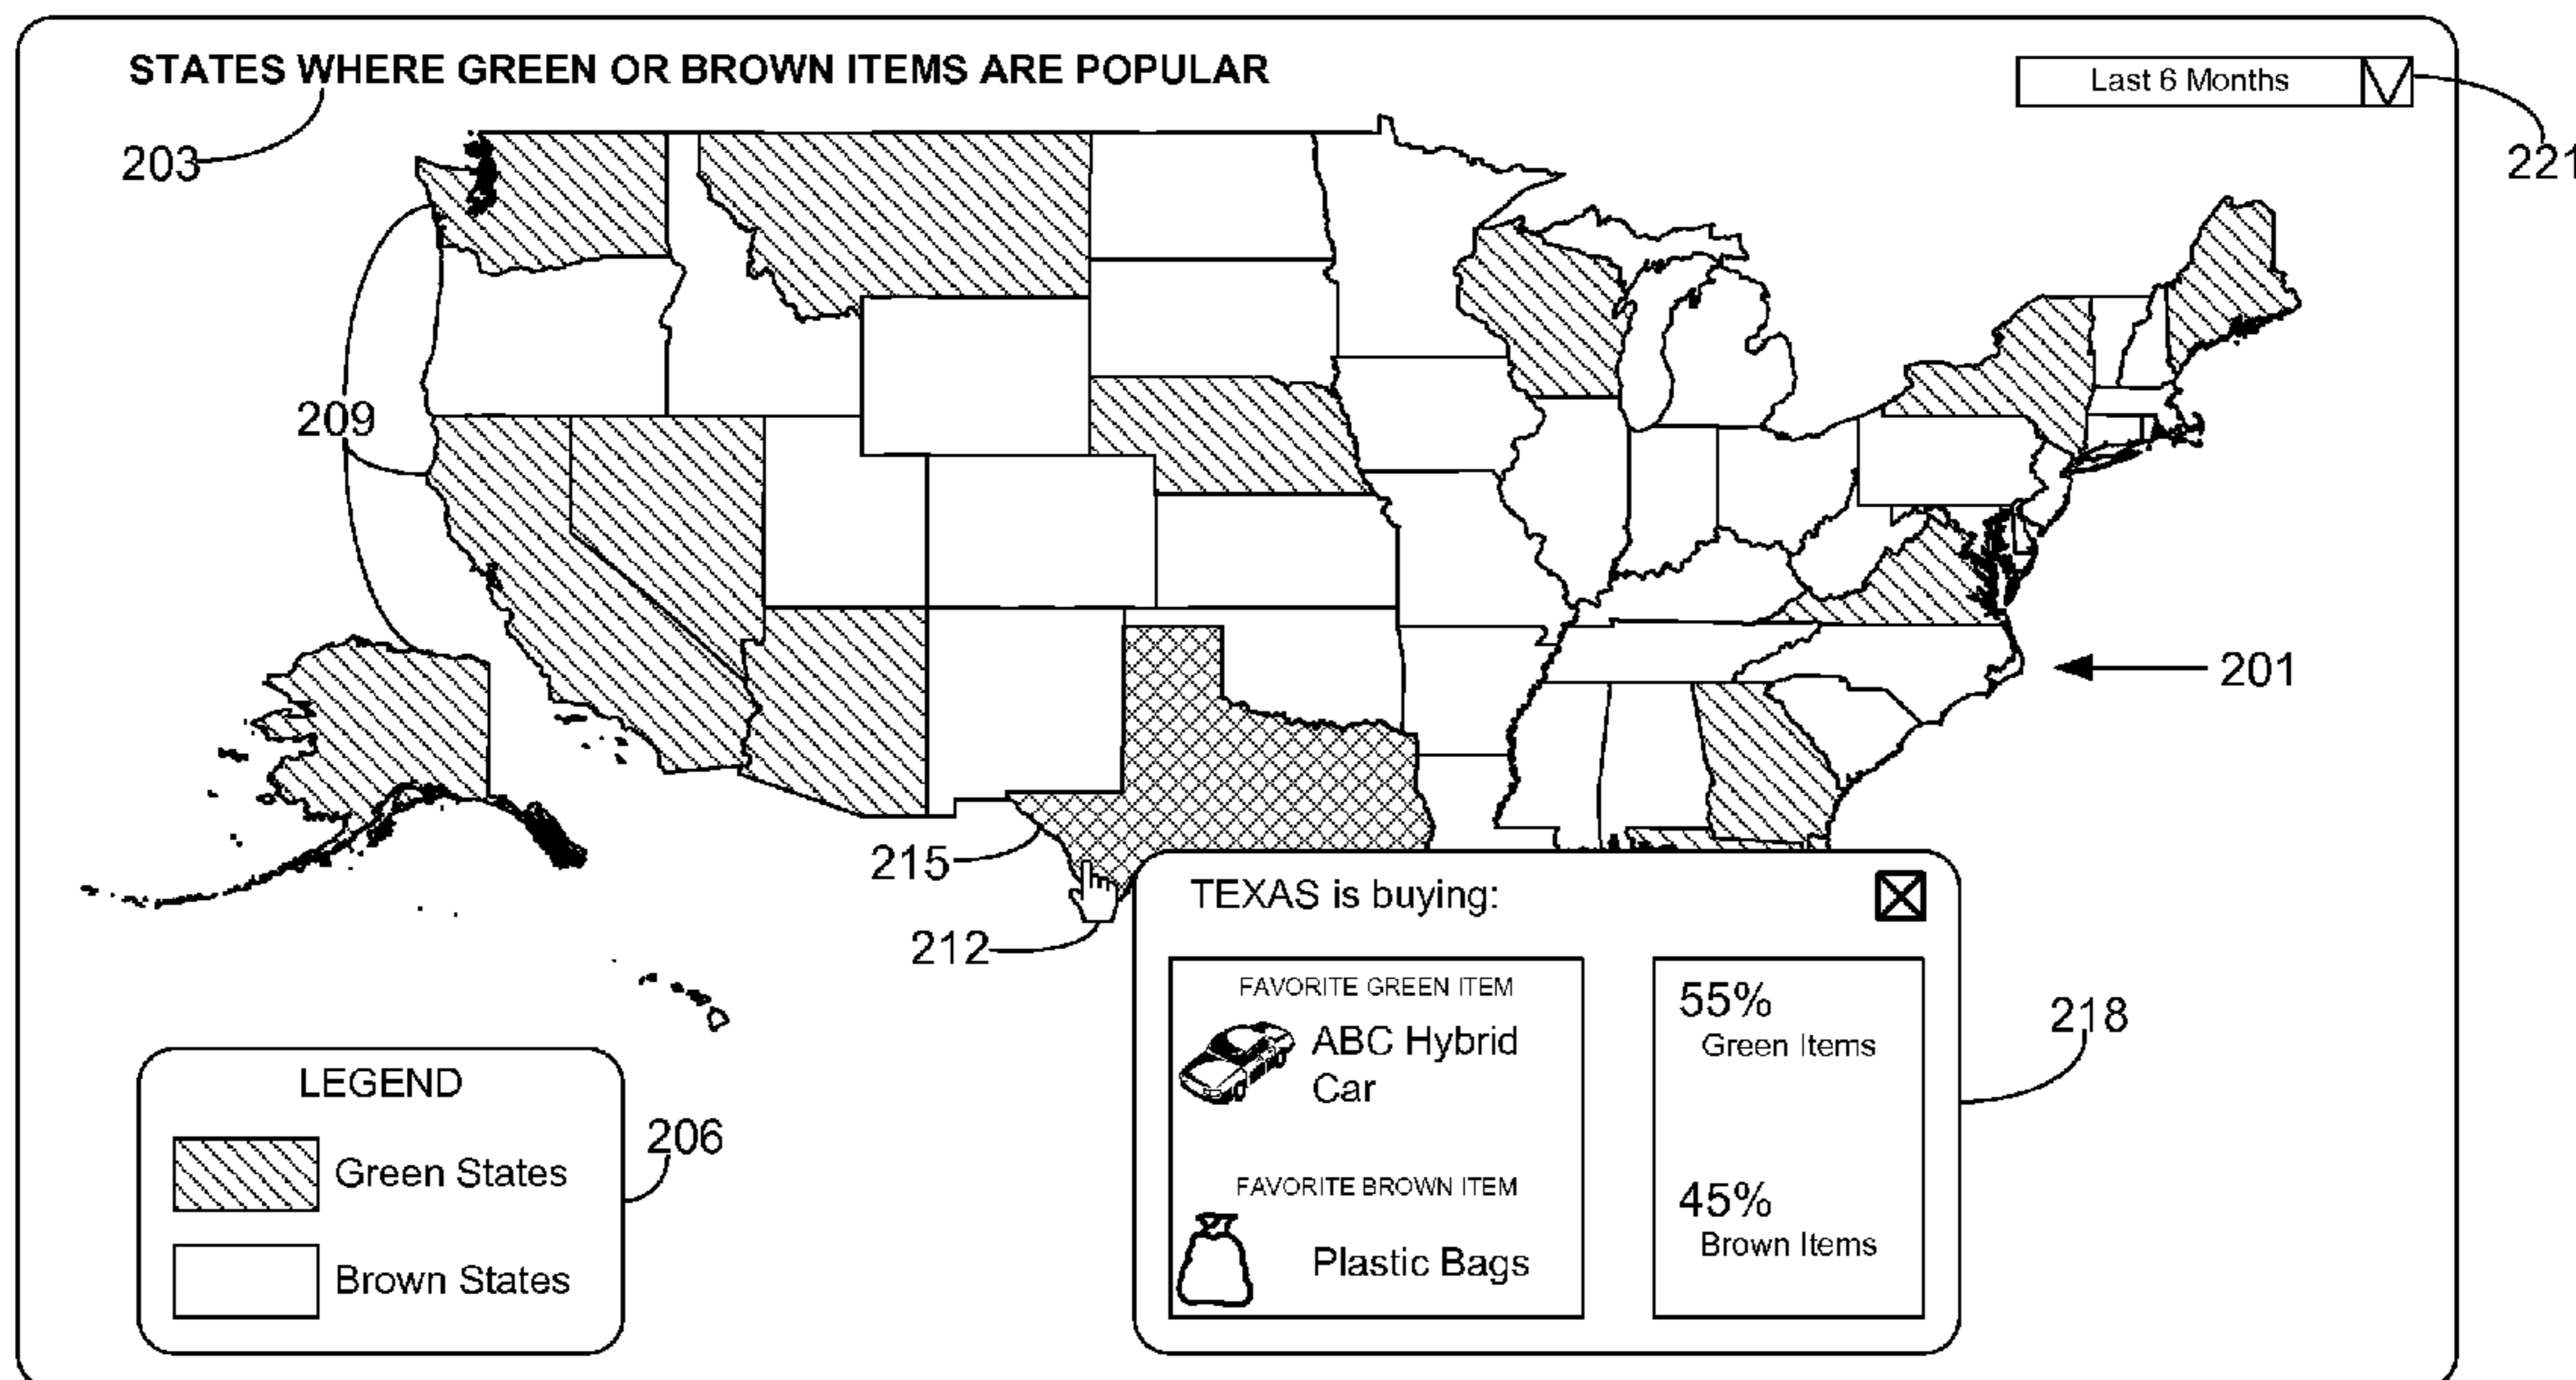 STATES WHERE GREEN OR BROWN ITEMS ARE POPULAR
Last 6 Months
203
221
209
201
215
212
TEXAS is buying:
FAVORITE GREEN ITEM
ABC Hybrid
Car
FAVORITE BROWN ITEM
Plastic Bags
55%
Green Items
45%
Brown Items
218
LEGEND
Green States
Brown States
206